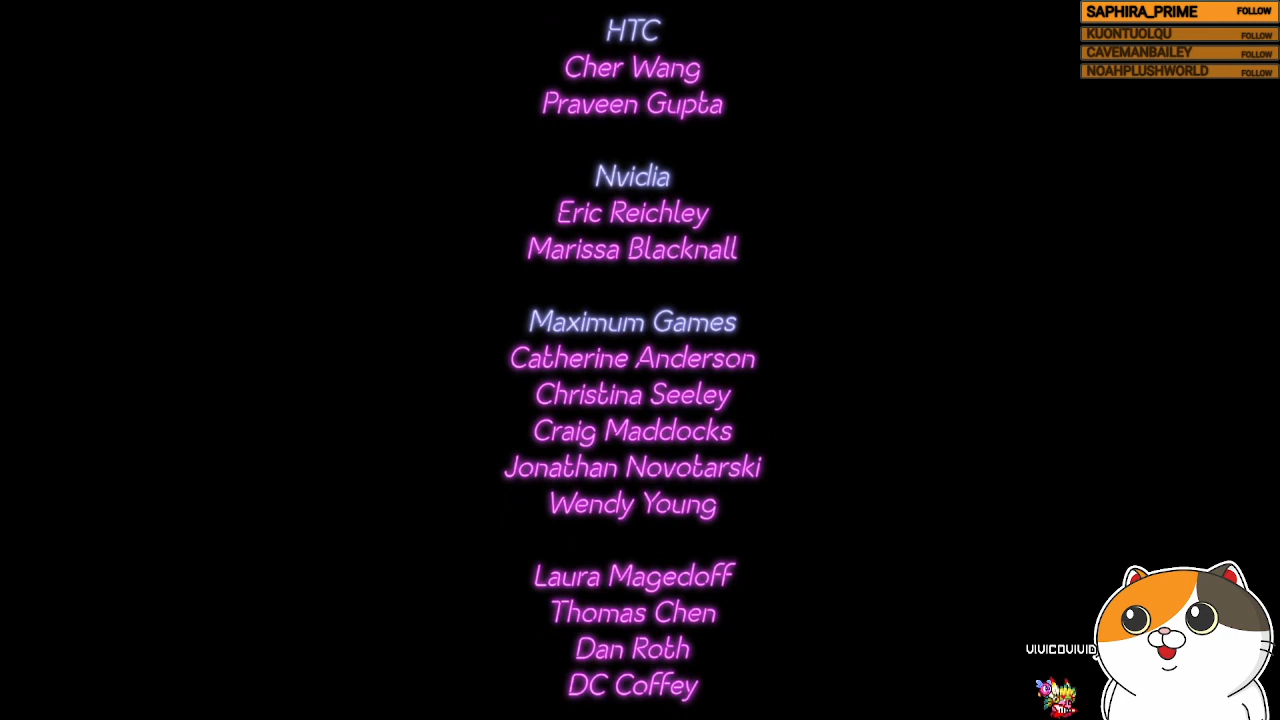 HTC
Cher Wang
Praveen Gupta
Nvidia
Eric Reichley
Marissa Blacknall
Maximum Games
Catherine Anderson
Christina Seeley
Craig Maddocks
Jonathan Novotarski
Wendy Young
Laura Magedoff
Thomas Chen
Dan Roth
DC Coffey
SAPHIRA_PRIME FOLLOW
KUONTUOLQU FOLLOW
CAVEMANBAILEY FOLLOW
NOAHPLUSHWORLD FOLLOW
VIVICOVIVID